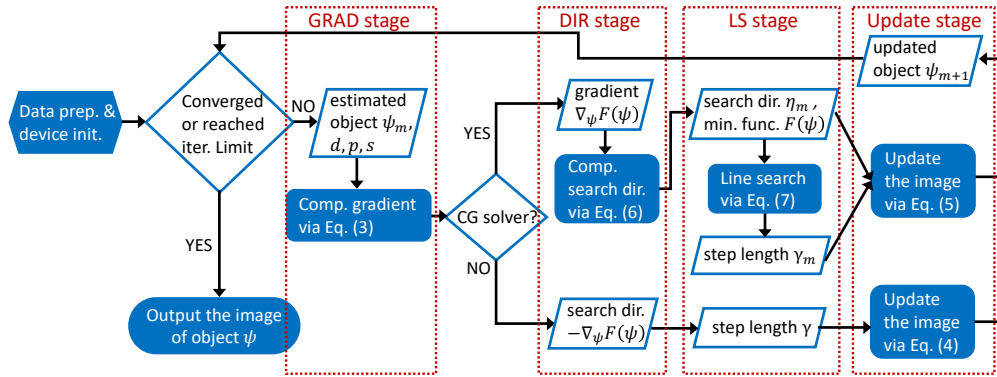 GRAD stage
DIR stage
LS stage
Update stage
Data prep. &
device init.
Converged
or reached
iter. Limit
NO
YES
Output the image
of object ψ
estimated
object ψₘ,
d, p, s
Comp. gradient
via Eq. (3)
CG solver?
YES
NO
gradient
∇_ψF(ψ)
Comp.
search dir.
via Eq. (6)
search dir.
−∇_ψF(ψ)
search dir. ηₘ ,
min. func. F(ψ)
Line search
via Eq. (7)
step length γₘ
step length γ
updated
object ψₘ₊₁
Update
the image
via Eq. (5)
Update
the image
via Eq. (4)